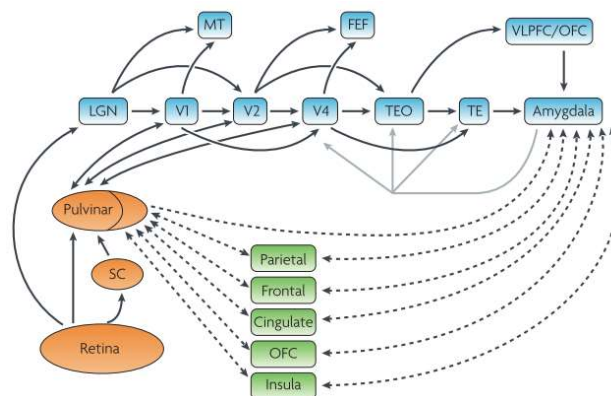 MT
FEF
VLPFC/OFC
LGN
V1
V2
V4
TEO
TE
Amygdala
Pulvinar
SC
Retina
Parietal
Frontal
Cingulate
OFC
Insula